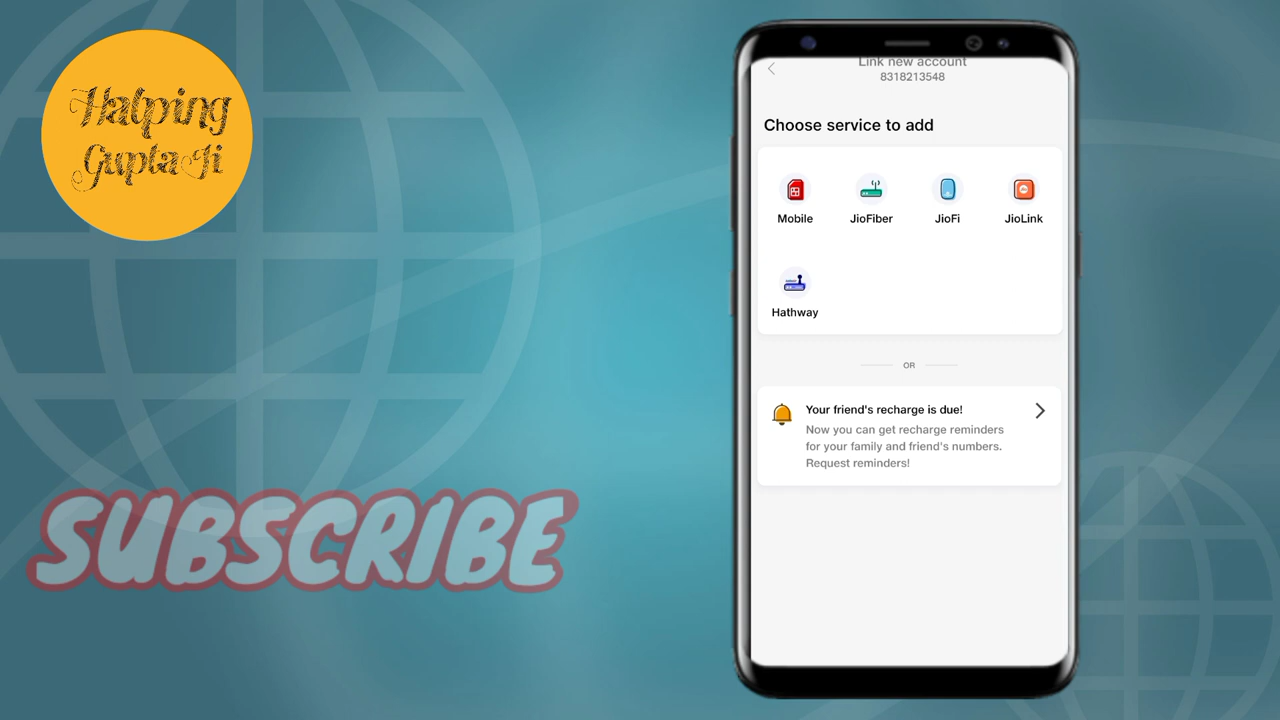 Halping
Gupta Ji
SUBSCRIBE
Link new account
8318213548
Choose service to add
Mobile
JioFiber
JioFi
JioLink
Hathway
OR
Your friend's recharge is due!
Now you can get recharge reminders
for your family and friend's numbers.
Request reminders!